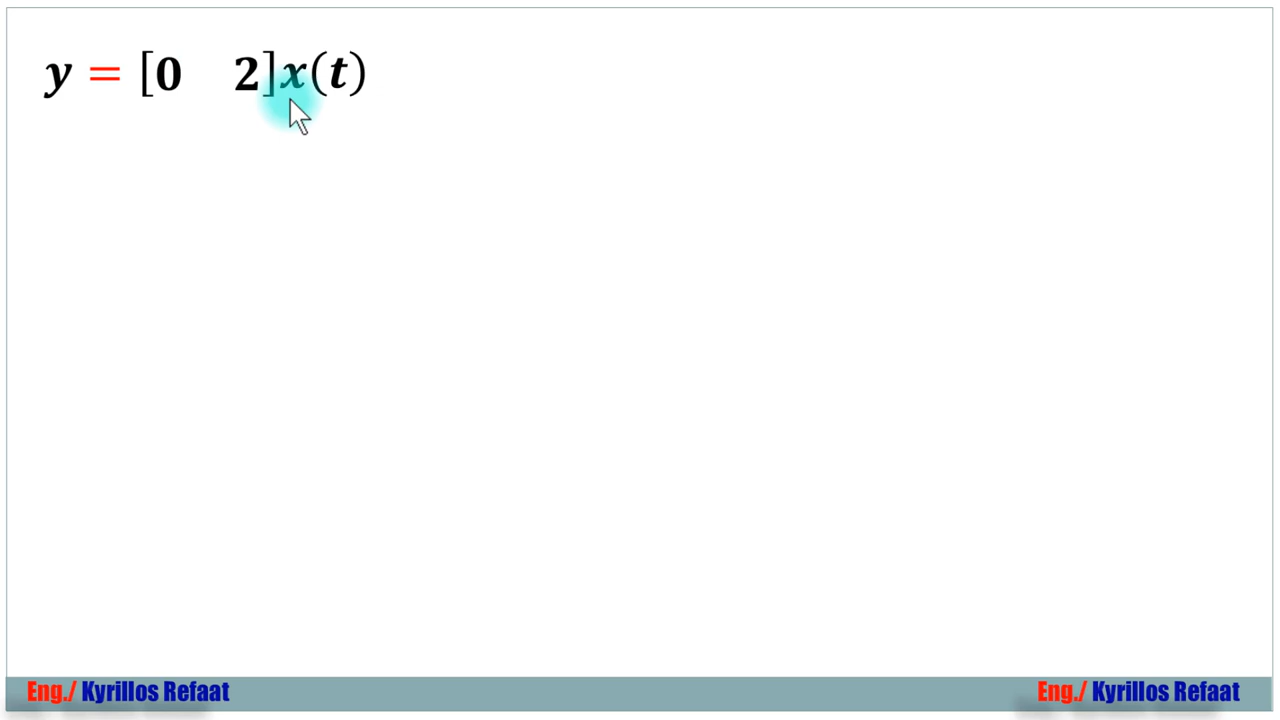 y = [0 2]x(t)
Eng./ Kyrillos Refaat
Eng./ Kyrillos Refaat